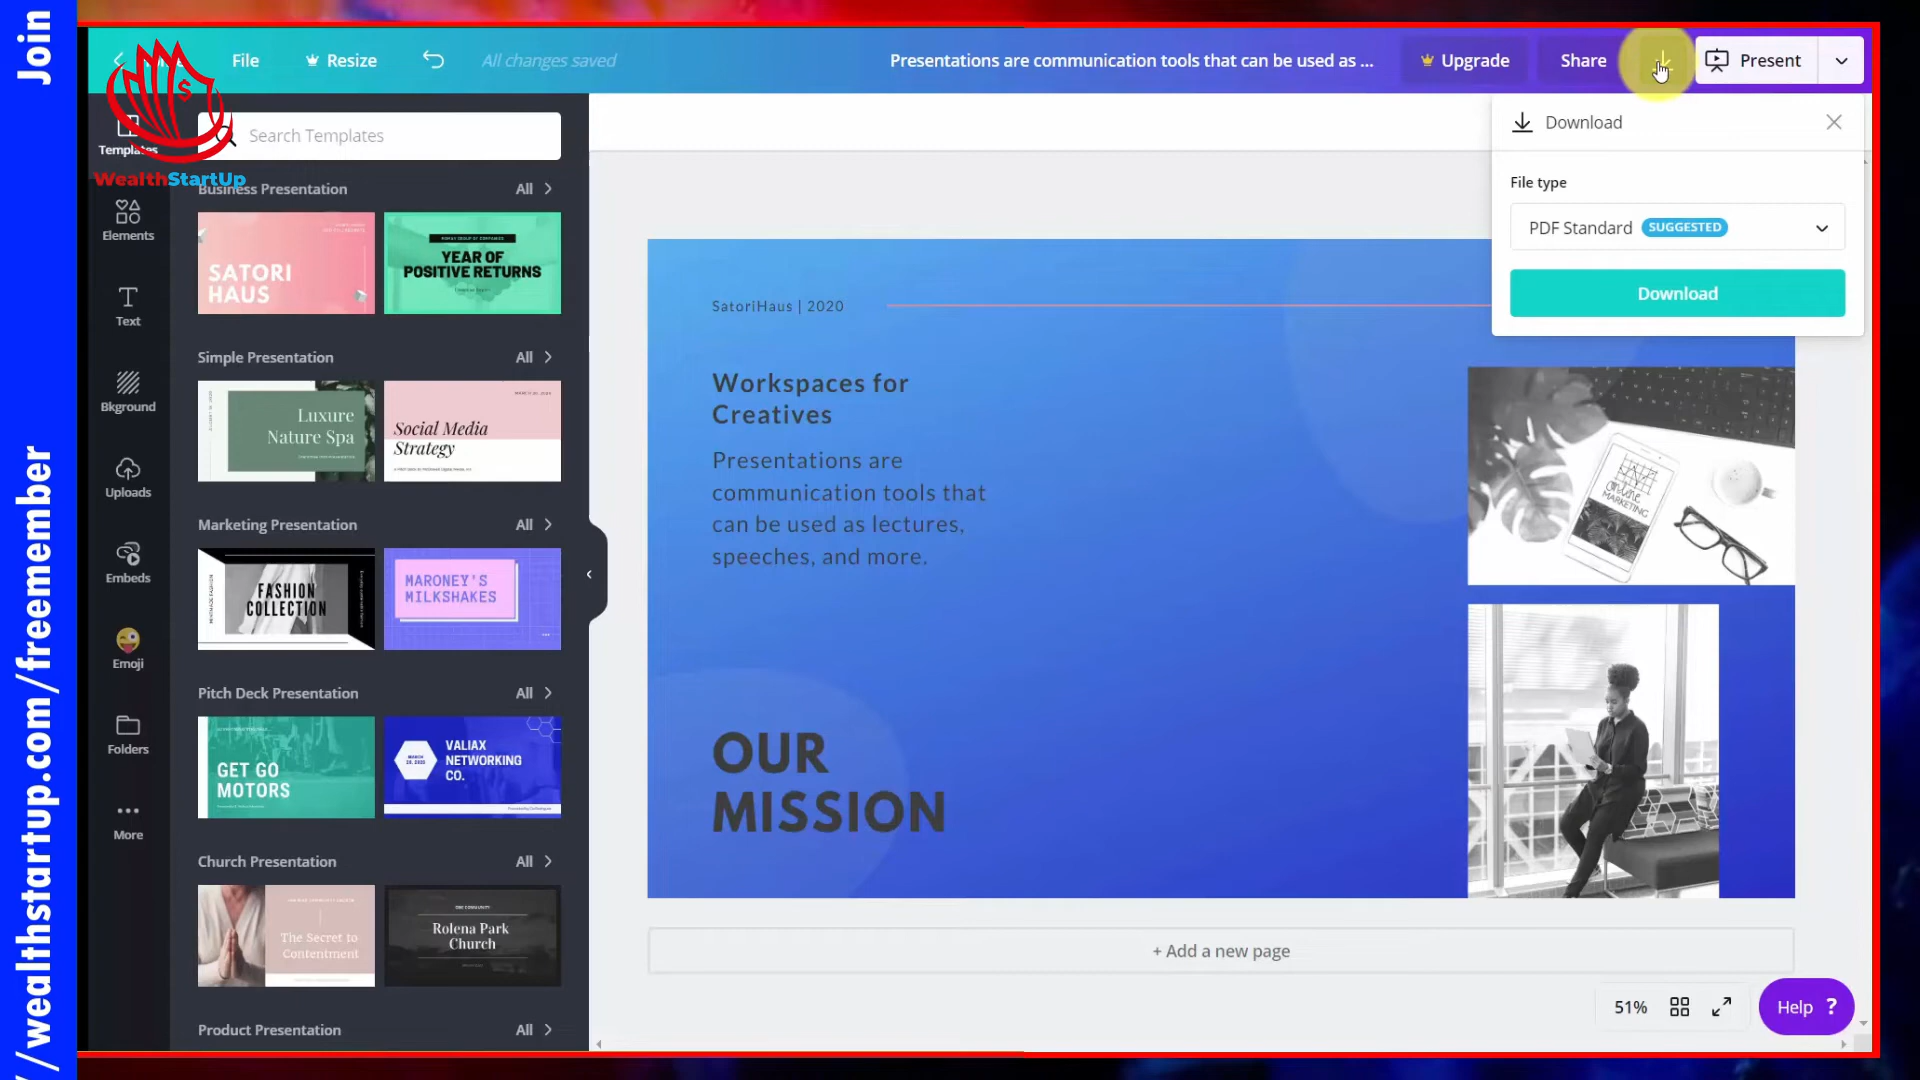 Join
//wealthstartup.com/freemember
WealthStartUp
File
Resize
All changes saved
Presentations are communication tools that can be used as ...
Upgrade
Share
Present
Templates
Elements
Text
Bkground
Uploads
Embeds
Emoji
Folders
More
Search Templates
Business Presentation
All
SATORI
HAUS
YEAR OF
POSITIVE RETURNS
Simple Presentation
All
Luxure
Nature Spa
Social Media
Strategy
Marketing Presentation
All
FASHION
COLLECTION
MARONEY'S
MILKSHAKES
Pitch Deck Presentation
All
GET GO
MOTORS
VALIAX
NETWORKING
CO.
Church Presentation
All
The Secret to
Contentment
Rolena Park
Church
Product Presentation
All
Download
File type
PDF Standard SUGGESTED
Download
SatoriHaus | 2020
Workspaces for
Creatives
Presentations are
communication tools that
can be used as lectures,
speeches, and more.
OUR
MISSION
online
MARKETING
+ Add a new page
51%
Help ?